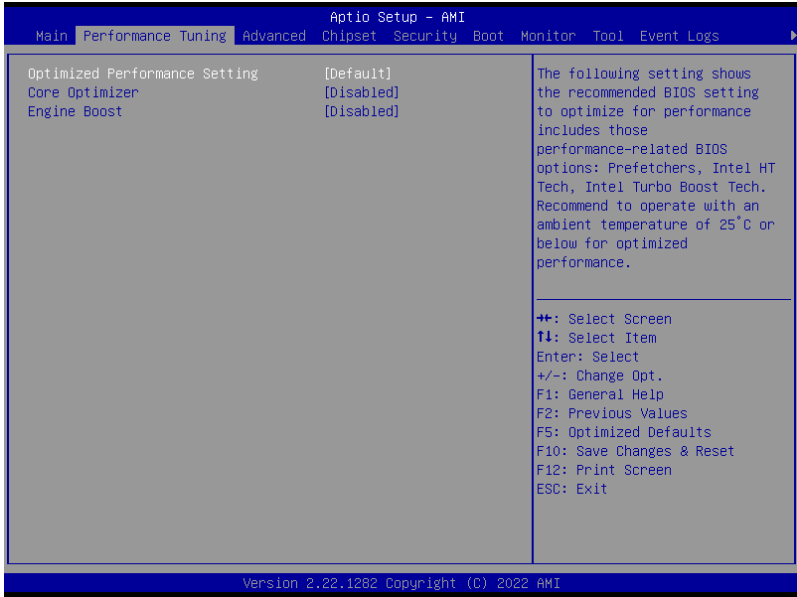 Aptio Setup - AMI
Main Performance Tuning Advanced Chipset Security Boot Monitor Tool Event Logs
Optimized Performance Setting [Default]
Core Optimizer [Disabled]
Engine Boost [Disabled]
The following setting shows
the recommended BIOS setting
to optimize for performance
includes those
performance-related BIOS
options: Prefetchers, Intel HT
Tech, Intel Turbo Boost Tech.
Recommend to operate with an
ambient temperature of 25°C or
below for optimized
performance.
→←: Select Screen
↑↓: Select Item
Enter: Select
+/-: Change Opt.
F1: General Help
F2: Previous Values
F5: Optimized Defaults
F10: Save Changes & Reset
F12: Print Screen
ESC: Exit
Version 2.22.1282 Copyright (C) 2022 AMI